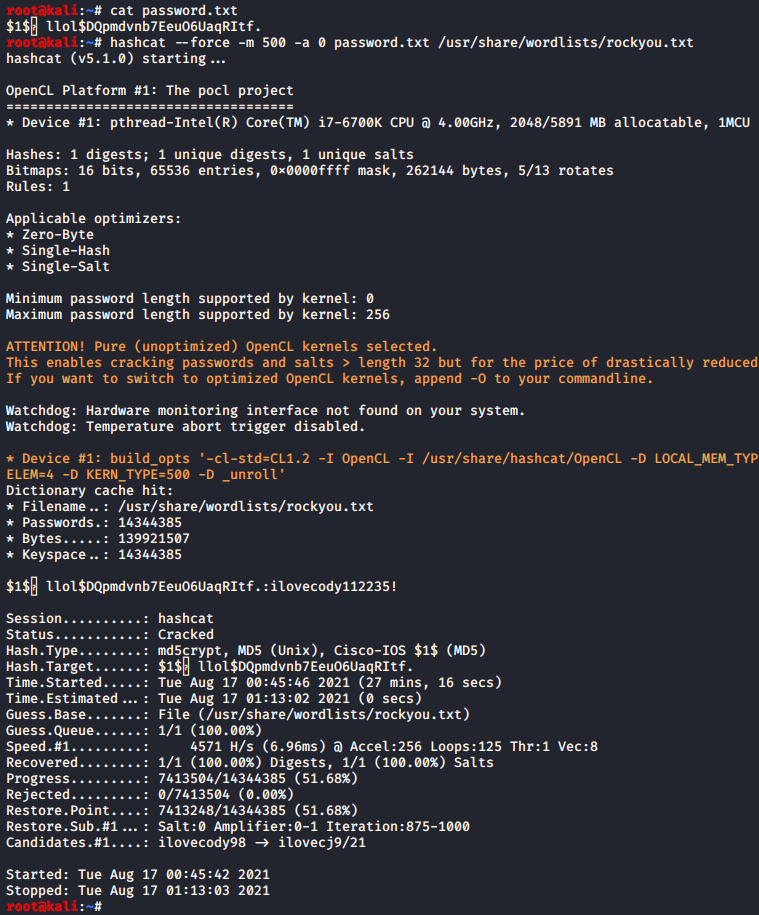 root@kali:~# cat password.txt
$1$ llol$DQpmdvnb7EeuO6UaqRItf.
root@kali:~# hashcat --force -m 500 -a 0 password.txt /usr/share/wordlists/rockyou.txt
hashcat (v5.1.0) starting...
OpenCL Platform #1: The pocl project
====================================
* Device #1: pthread-Intel(R) Core(TM) i7-6700K CPU @ 4.00GHz, 2048/5891 MB allocatable, 1MCU
Hashes: 1 digests; 1 unique digests, 1 unique salts
Bitmaps: 16 bits, 65536 entries, 0x0000ffff mask, 262144 bytes, 5/13 rotates
Rules: 1
Applicable optimizers:
* Zero-Byte
* Single-Hash
* Single-Salt
Minimum password length supported by kernel: 0
Maximum password length supported by kernel: 256
ATTENTION! Pure (unoptimized) OpenCL kernels selected.
This enables cracking passwords and salts > length 32 but for the price of drastically reduced
If you want to switch to optimized OpenCL kernels, append -O to your commandline.
Watchdog: Hardware monitoring interface not found on your system.
Watchdog: Temperature abort trigger disabled.
* Device #1: build_opts '-cl-std=CL1.2 -I OpenCL -I /usr/share/hashcat/OpenCL -D LOCAL_MEM_TYP
ELEM=4 -D KERN_TYPE=500 -D _unroll'
Dictionary cache hit:
* Filename..: /usr/share/wordlists/rockyou.txt
* Passwords.: 14344385
* Bytes.....: 139921507
* Keyspace..: 14344385
$1$ llol$DQpmdvnb7EeuO6UaqRItf.:ilovecody112235!
Session..........: hashcat
Status...........: Cracked
Hash.Type........: md5crypt, MD5 (Unix), Cisco-IOS $1$ (MD5)
Hash.Target......: $1$ llol$DQpmdvnb7EeuO6UaqRItf.
Time.Started.....: Tue Aug 17 00:45:46 2021 (27 mins, 16 secs)
Time.Estimated...: Tue Aug 17 01:13:02 2021 (0 secs)
Guess.Base.......: File (/usr/share/wordlists/rockyou.txt)
Guess.Queue......: 1/1 (100.00%)
Speed.#1.........:     4571 H/s (6.96ms) @ Accel:256 Loops:125 Thr:1 Vec:8
Recovered........: 1/1 (100.00%) Digests, 1/1 (100.00%) Salts
Progress.........: 7413504/14344385 (51.68%)
Rejected.........: 0/7413504 (0.00%)
Restore.Point....: 7413248/14344385 (51.68%)
Restore.Sub.#1...: Salt:0 Amplifier:0-1 Iteration:875-1000
Candidates.#1....: ilovecody98 -> ilovecj9/21
Started: Tue Aug 17 00:45:42 2021
Stopped: Tue Aug 17 01:13:03 2021
root@kali:~#